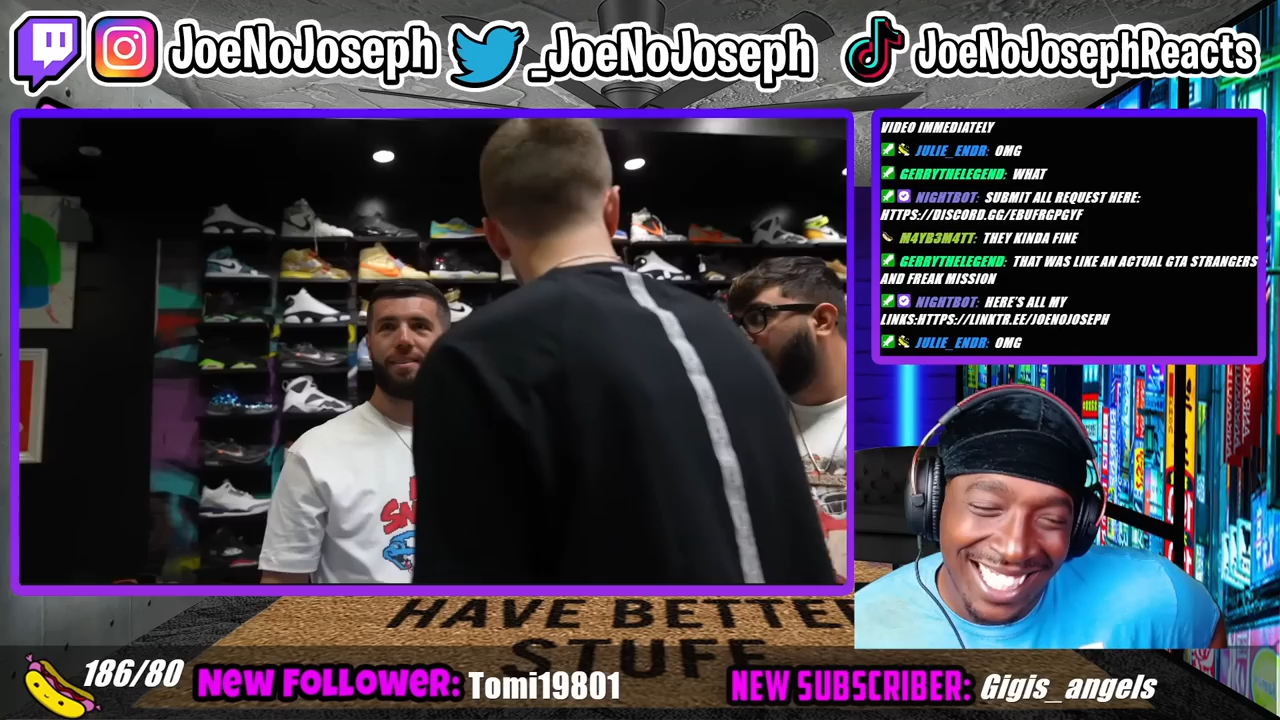 JoeNoJoseph _JoeNoJoseph JoeNoJosephReacts
VIDEO IMMEDIATELY
JULIE_ENDR: OMG
GERRYTHELEGEND: WHAT
NIGHTBOT: SUBMIT ALL REQUEST HERE:
HTTPS://DISCORD.GG/EBUFRGPGYF
M4YB3M4TT: THEY KINDA FINE
GERRYTHELEGEND: THAT WAS LIKE AN ACTUAL GTA STRANGERS
AND FREAK MISSION
NIGHTBOT: HERE'S ALL MY
LINKS:HTTPS://LINKTR.EE/JOENOJOSEPH
JULIE_ENDR: OMG
HAVE BETTE
STUFF
186/80 New Follower: Tomi19801 NEW SUBSCRIBER: Gigis_angels